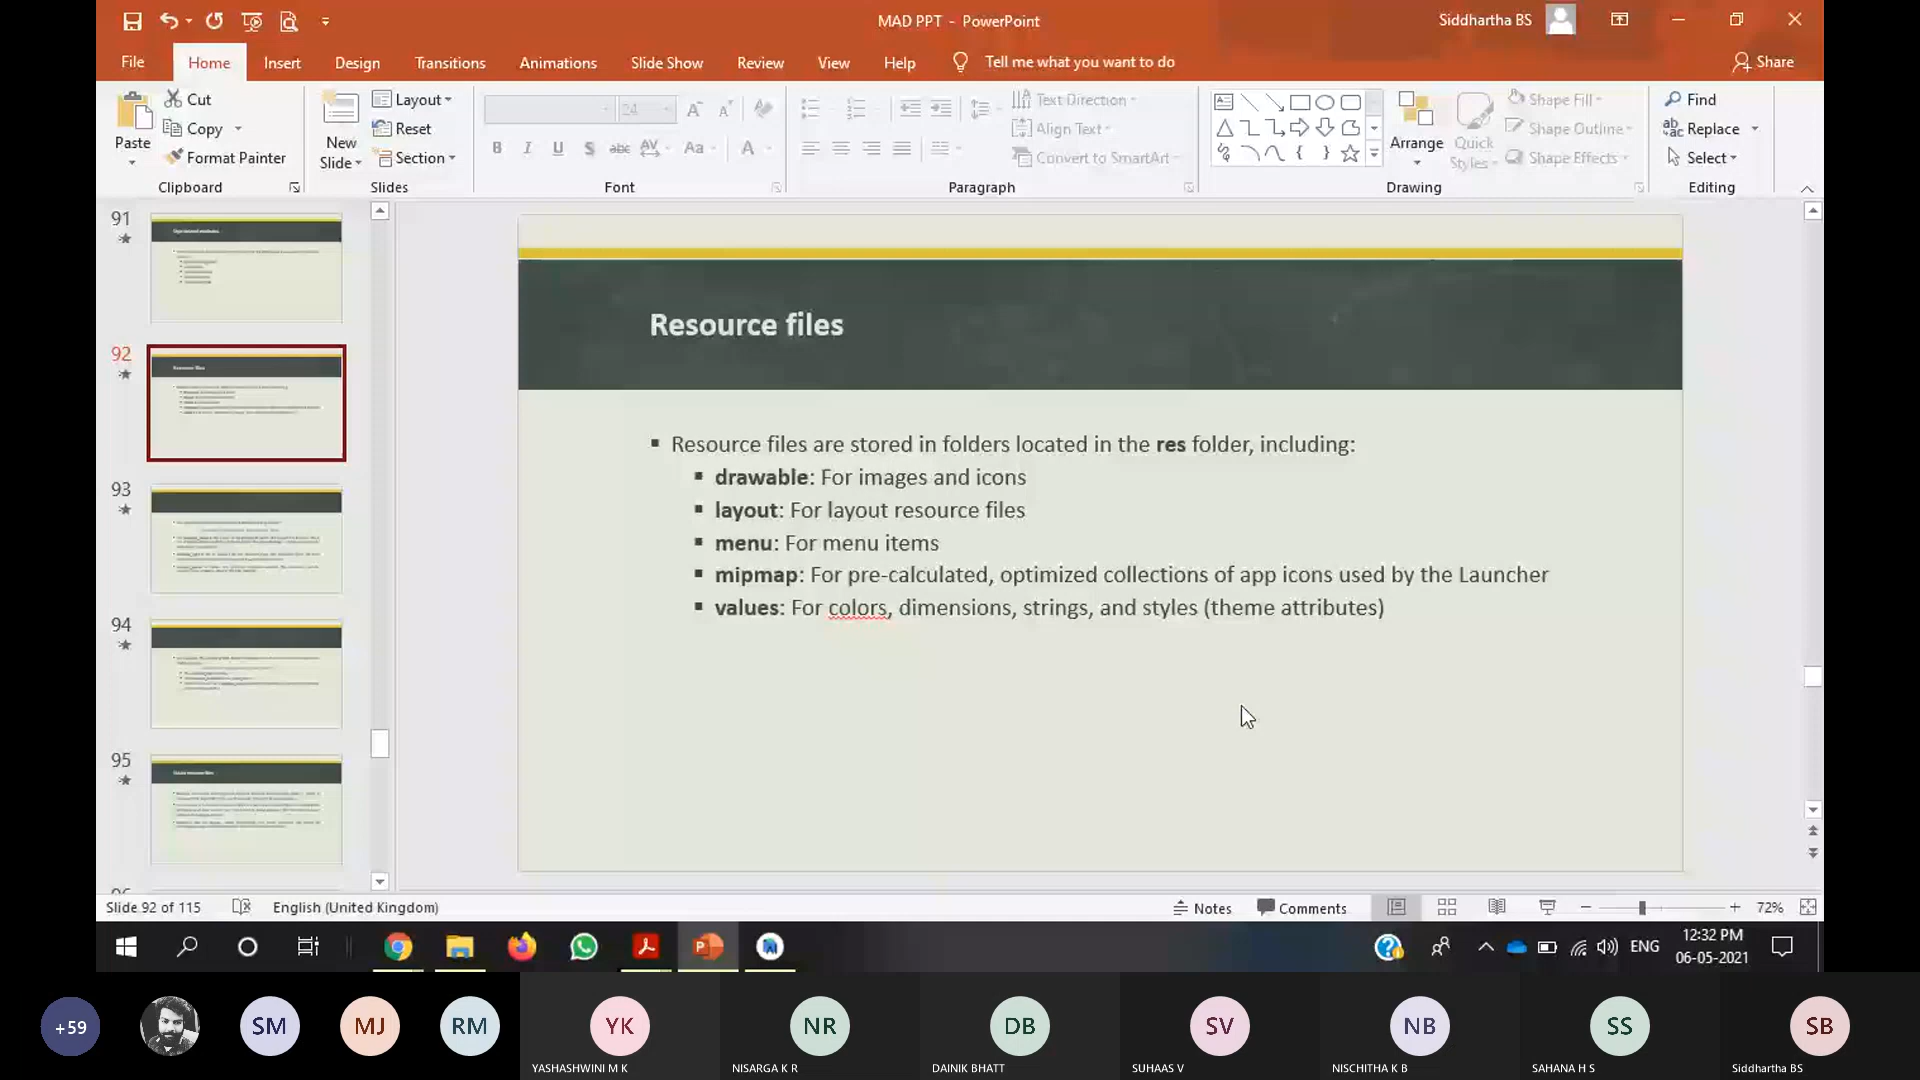 MAD PPT - PowerPoint
Siddhartha BS
File
Home
Insert
Design
Transitions
Animations
Slide Show
Review
View
Help
Tell me what you want to do
Share
Paste
Cut
Copy
Format Painter
Clipboard
New
Slide
Layout
Reset
Section
Slides
24
B
I
U
S
abc
AV
Aa
A
Font
Text Direction
Align Text
Convert to SmartArt
Paragraph
Arrange
Quick
Styles
Shape Fill
Shape Outline
Shape Effects
Drawing
Find
Replace
Select
Editing
91
92
93
94
95
Resource files
Resource files are stored in folders located in the res folder, including:
drawable: For images and icons
layout: For layout resource files
menu: For menu items
mipmap: For pre-calculated, optimized collections of app icons used by the Launcher
values: For colors, dimensions, strings, and styles (theme attributes)
Slide 92 of 115
English (United Kingdom)
Notes
Comments
72%
ENG
12:32 PM
06-05-2021
+59
SM
MJ
RM
YK
NR
DB
SV
NB
SS
SB
YASHASHWINI M K
NISARGA K R
DAINIK BHATT
SUHAAS V
NISCHITHA K B
SAHANA H S
Siddhartha BS